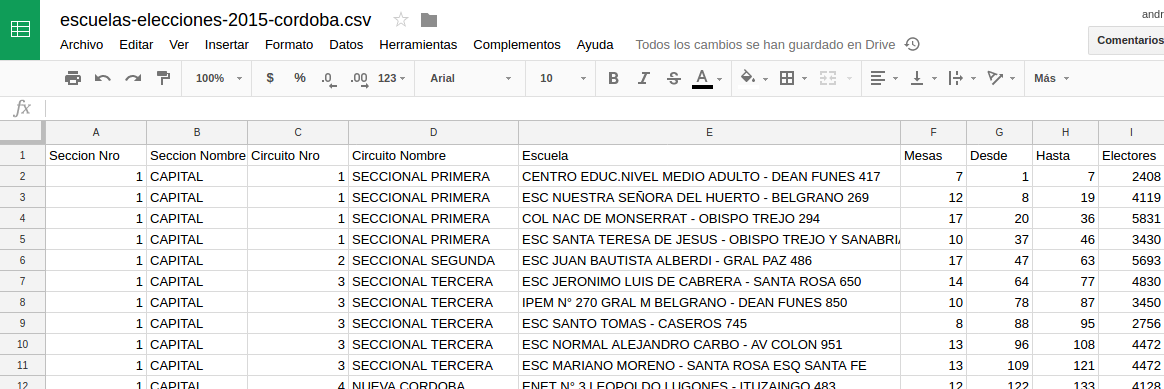 escuelas-elecciones-2015-cordoba.csv
andr
Archivo Editar Ver Insertar Formato Datos Herramientas Complementos Ayuda Todos los cambios se han guardado en Drive
Comentarios
100% $ % .0 .00 123 Arial 10 B I S A Más
fx
A B C D E F G H I
1 Seccion Nro Seccion Nombre Circuito Nro Circuito Nombre Escuela Mesas Desde Hasta Electores
2 1 CAPITAL 1 SECCIONAL PRIMERA CENTRO EDUC.NIVEL MEDIO ADULTO - DEAN FUNES 417 7 1 7 2408
3 1 CAPITAL 1 SECCIONAL PRIMERA ESC NUESTRA SEÑORA DEL HUERTO - BELGRANO 269 12 8 19 4119
4 1 CAPITAL 1 SECCIONAL PRIMERA COL NAC DE MONSERRAT - OBISPO TREJO 294 17 20 36 5831
5 1 CAPITAL 1 SECCIONAL PRIMERA ESC SANTA TERESA DE JESUS - OBISPO TREJO Y SANABRIA 10 37 46 3430
6 1 CAPITAL 2 SECCIONAL SEGUNDA ESC JUAN BAUTISTA ALBERDI - GRAL PAZ 486 17 47 63 5693
7 1 CAPITAL 3 SECCIONAL TERCERA ESC JERONIMO LUIS DE CABRERA - SANTA ROSA 650 14 64 77 4830
8 1 CAPITAL 3 SECCIONAL TERCERA IPEM N° 270 GRAL M BELGRANO - DEAN FUNES 850 10 78 87 3450
9 1 CAPITAL 3 SECCIONAL TERCERA ESC SANTO TOMAS - CASEROS 745 8 88 95 2756
10 1 CAPITAL 3 SECCIONAL TERCERA ESC NORMAL ALEJANDRO CARBO - AV COLON 951 13 96 108 4472
11 1 CAPITAL 3 SECCIONAL TERCERA ESC MARIANO MORENO - SANTA ROSA ESQ SANTA FE 13 109 121 4472
12 1 CAPITAL 4 NUEVA CORDOBA ENET N° 3 LEOPOLDO LUGONES - ITUZAINGO 483 12 122 133 4128